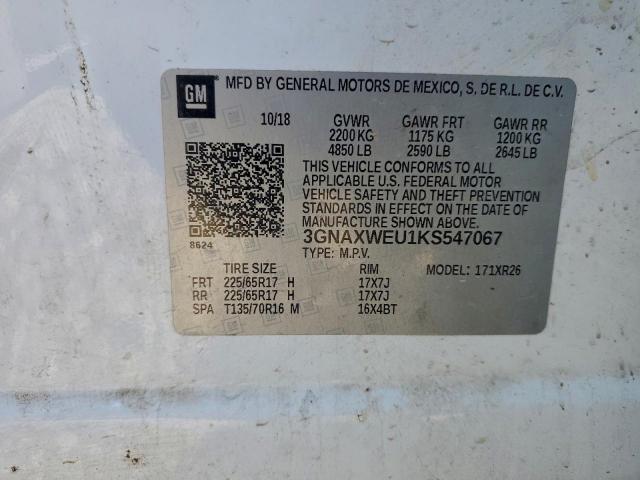 GM
MFD BY GENERAL MOTORS DE MEXICO, S. DE R.L. DE C.V.
10/18 GVWR GAWR FRT GAWR RR
2200 KG 1175 KG 1200 KG
4850 LB 2590 LB 2645 LB
THIS VEHICLE CONFORMS TO ALL
APPLICABLE U.S. FEDERAL MOTOR
VEHICLE SAFETY AND THEFT PREVENTION
STANDARDS IN EFFECT ON THE DATE OF
MANUFACTURE SHOWN ABOVE.
8624 3GNAXWEU1KS547067
TYPE: M.P.V.
TIRE SIZE RIM MODEL: 171XR26
FRT 225/65R17 H 17X7J
RR 225/65R17 H 17X7J
SPA T135/70R16 M 16X4BT